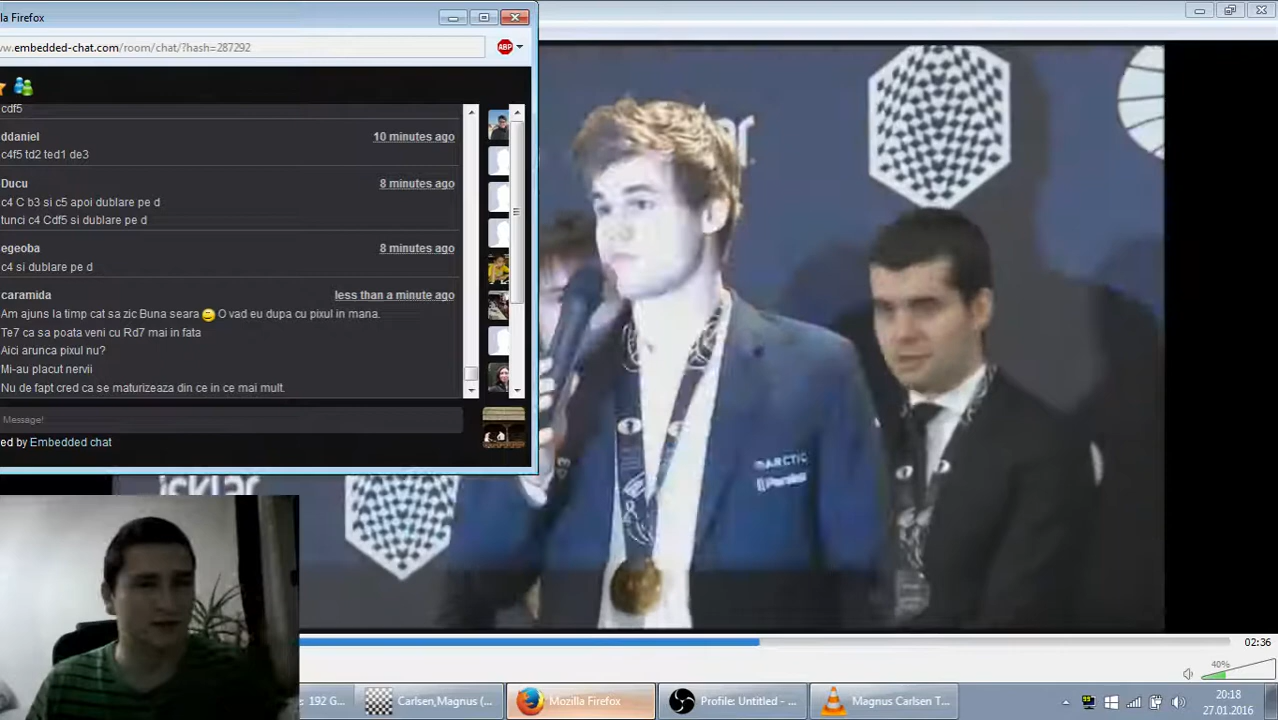 la Firefox
ww.embedded-chat.com/room/chat/?hash=287292
ABP
cdf5
ddaniel 10 minutes ago
c4f5 td2 ted1 de3
Ducu 8 minutes ago
c4 C b3 si c5 apoi dublare pe d
tunci c4 Cdf5 si dublare pe d
egeoba 8 minutes ago
c4 si dublare pe d
caramida less than a minute ago
Am ajuns la timp cat sa zic Buna seara O vad eu dupa cu pixul in mana.
Te7 ca sa poata veni cu Rd7 mai in fata
Aici arunca pixul nu?
Mi-au placut nervii
Nu de fapt cred ca se maturizeaza din ce in ce mai mult.
Message!
ed by Embedded chat
ARCTIC
02:36
40%
: 192 G...
Carlsen,Magnus (...
Mozilla Firefox
Profile: Untitled - ...
Magnus Carlsen T...
20:18
27.01.2016